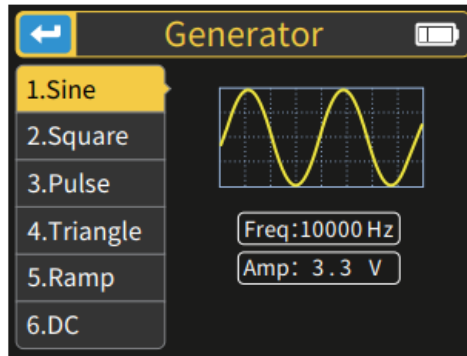 Generator
1.Sine
2.Square
3.Pulse
4.Triangle
5.Ramp
6.DC
Freq:10000 Hz
Amp: 3.3 V